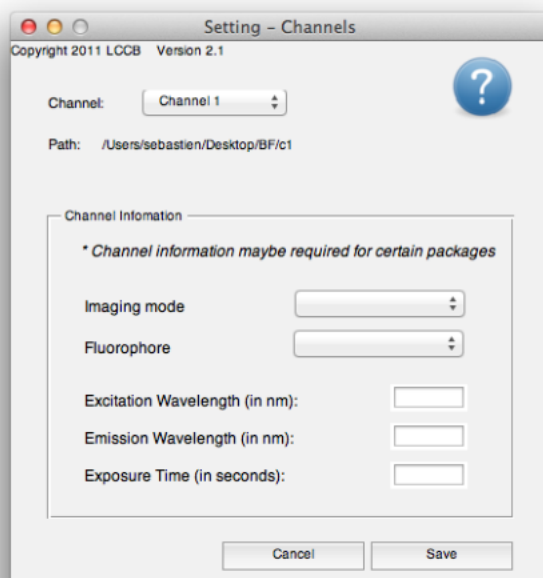 Setting – Channels
Copyright 2011 LCCB Version 2.1
?
Channel: Channel 1
Path: /Users/sebastien/Desktop/BF/c1
Channel Infomation
* Channel information maybe required for certain packages
Imaging mode
Fluorophore
Excitation Wavelength (in nm):
Emission Wavelength (in nm):
Exposure Time (in seconds):
Cancel Save